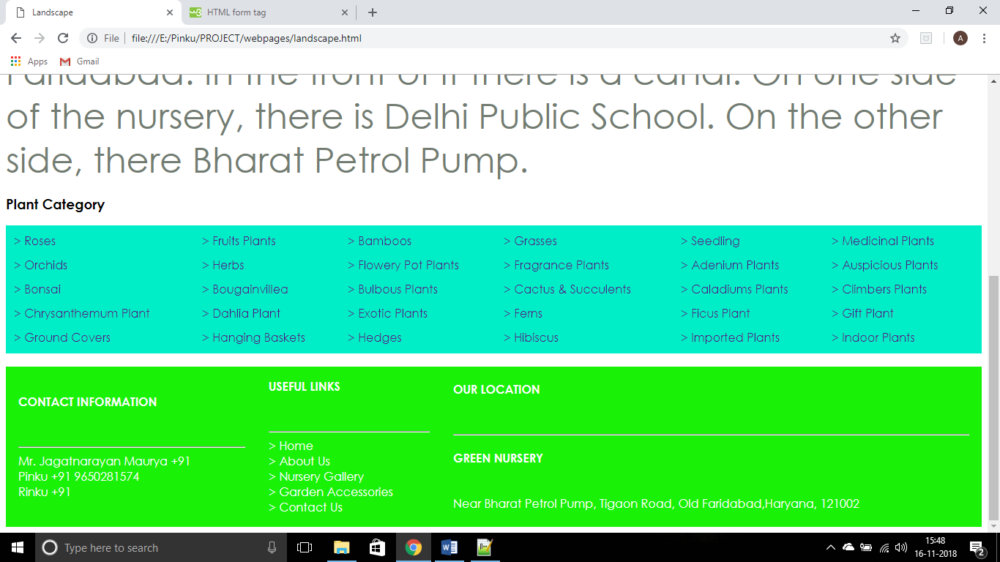 Landscape
HTML form tag
File
file:///E:/Pinku/PROJECT/webpages/landscape.html
A
Apps
Gmail
Faridabad. In the front of it there is a canal. On one side
of the nursery, there is Delhi Public School. On the other
side, there Bharat Petrol Pump.
Plant Category
> Roses > Fruits Plants > Bamboos > Grasses > Seedling > Medicinal Plants
> Orchids > Herbs > Flowery Pot Plants > Fragrance Plants > Adenium Plants > Auspicious Plants
> Bonsai > Bougainvillea > Bulbous Plants > Cactus & Succulents > Caladiums Plants > Climbers Plants
> Chrysanthemum Plant > Dahlia Plant > Exotic Plants > Ferns > Ficus Plant > Gift Plant
> Ground Covers > Hanging Baskets > Hedges > Hibiscus > Imported Plants > Indoor Plants
CONTACT INFORMATION
Mr. Jagatnarayan Maurya +91
Pinku +91 9650281574
Rinku +91
USEFUL LINKS
> Home
> About Us
> Nursery Gallery
> Garden Accessories
> Contact Us
OUR LOCATION
GREEN NURSERY
Near Bharat Petrol Pump, Tigaon Road, Old Faridabad,Haryana, 121002
Type here to search
15:48
16-11-2018
2